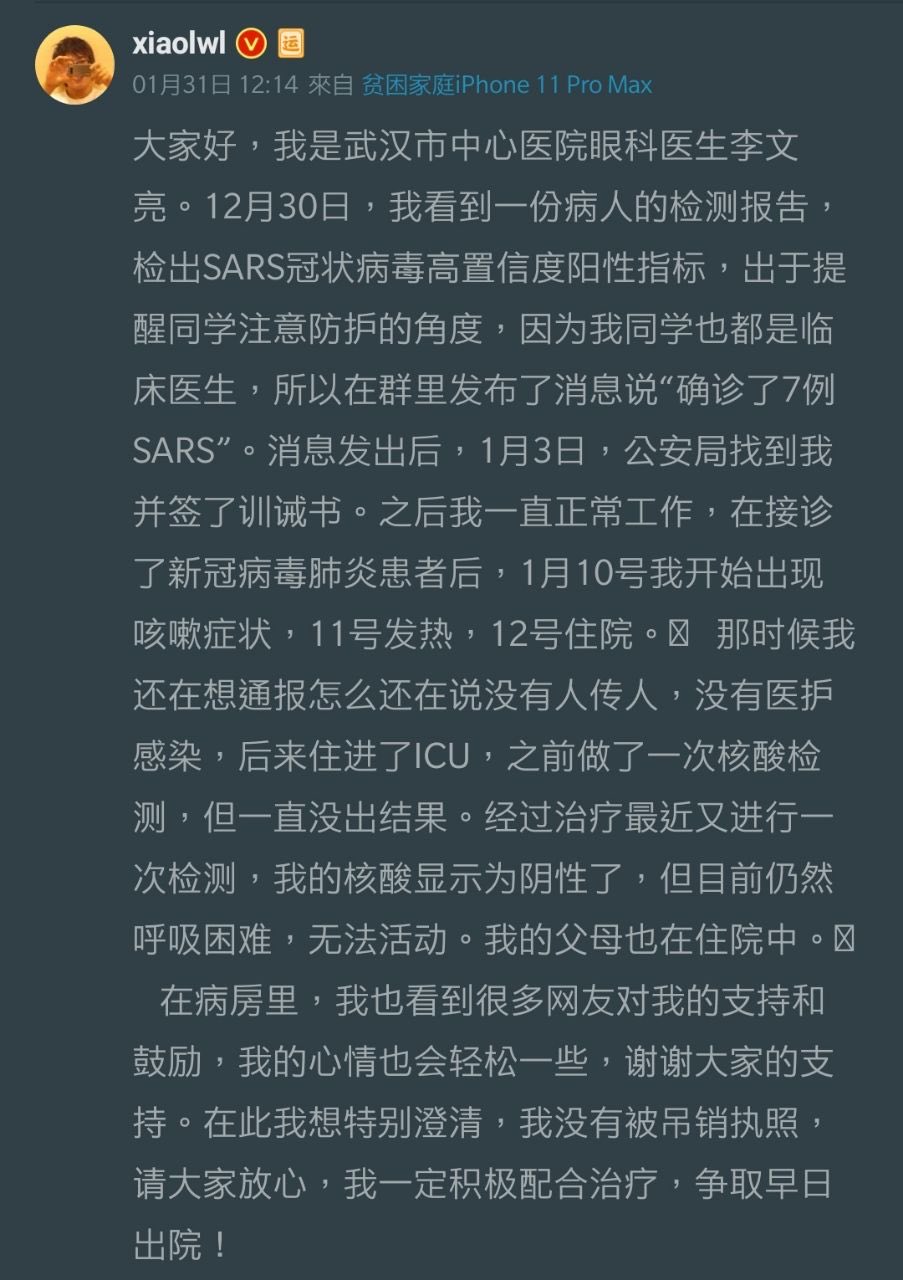 xiaolwl V 运
01月31日 12:14 來自 贫困家庭iPhone 11 Pro Max
大家好，我是武汉市中心医院眼科医生李文
亮。12月30日，我看到一份病人的检测报告，
检出SARS冠状病毒高置信度阳性指标，出于提
醒同学注意防护的角度，因为我同学也都是临
床医生，所以在群里发布了消息说“确诊了7例
SARS”。消息发出后，1月3日，公安局找到我
并签了训诫书。之后我一直正常工作，在接诊
了新冠病毒肺炎患者后，1月10号我开始出现
咳嗽症状，11号发热，12号住院。 那时候我
还在想通报怎么还在说没有人传人，没有医护
感染，后来住进了ICU，之前做了一次核酸检
测，但一直没出结果。经过治疗最近又进行一
次检测，我的核酸显示为阴性了，但目前仍然
呼吸困难，无法活动。我的父母也在住院中。
在病房里，我也看到很多网友对我的支持和
鼓励，我的心情也会轻松一些，谢谢大家的支
持。在此我想特别澄清，我没有被吊销执照，
请大家放心，我一定积极配合治疗，争取早日
出院！